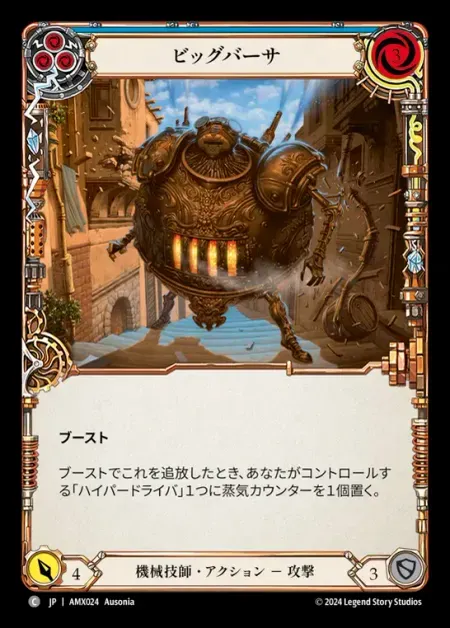 ビッグバーサ
3
ブースト
ブーストでこれを追放したとき、あなたがコントロールす
る「ハイパードライバ」1つに蒸気カウンターを1個置く。
4
機械技師・アクション － 攻撃
3
C JP | AMX024 Ausonia
© 2024 Legend Story Studios